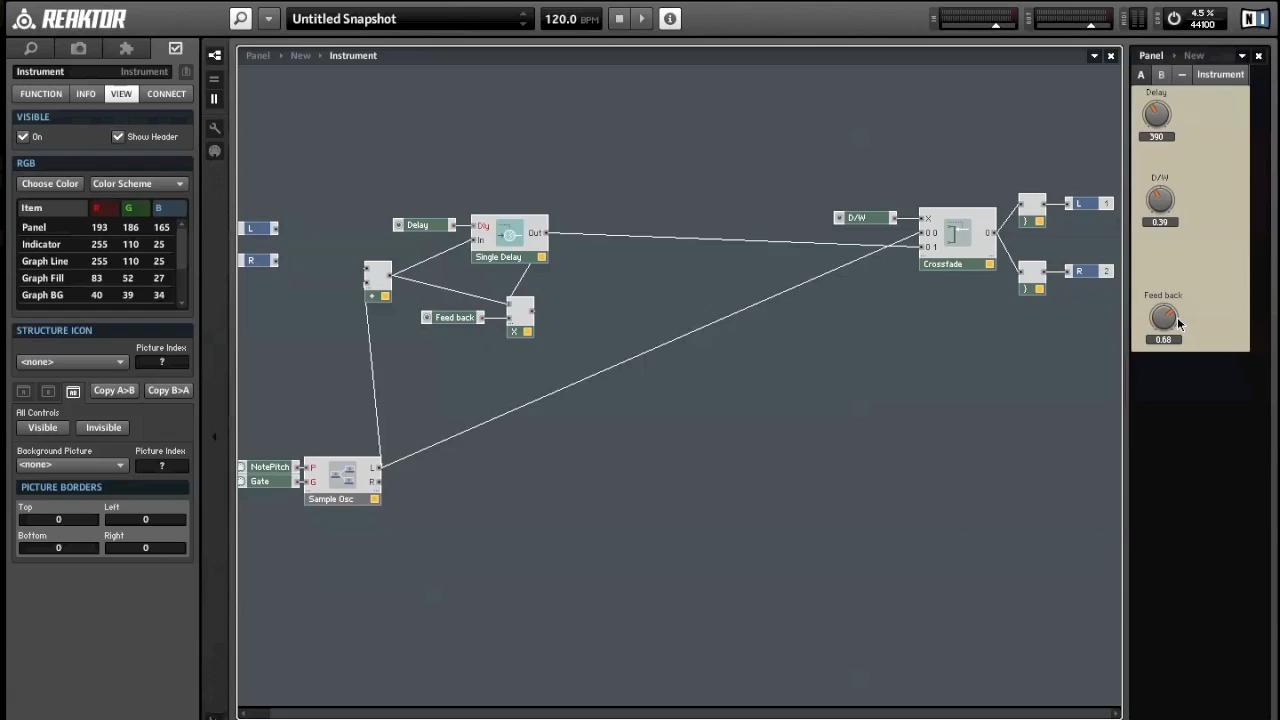 REAKTOR
Untitled Snapshot
120.0 BPM
4.5 %
44100
Instrument Instrument
FUNCTION INFO VIEW CONNECT
VISIBLE
On Show Header
RGB
Choose Color Color Scheme
Item R G B
Panel 193 186 165
Indicator 255 110 25
Graph Line 255 110 25
Graph Fill 83 52 27
Graph BG 40 39 34
STRUCTURE ICON
Picture Index
<none> ?
Copy A>B Copy B>A
All Controls
Visible Invisible
Background Picture Picture Index
<none> ?
PICTURE BORDERS
Top Left
0 0
Bottom Right
0 0
Panel New Instrument
L
R
Delay
Dly
In
Out
Single Delay
+
Feed back
X
NotePitch
Gate
P
G
L
R
Sample Osc
D/W
X
0 0
0 1
0
Crossfade
}
L 1
}
R 2
Panel New
A B Instrument
Delay
390
D/W
0.39
Feed back
0.68